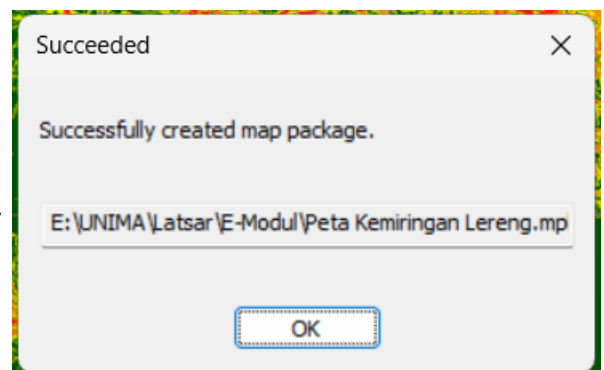 Succeeded
Successfully created map package.
E:\UNIMA\Latsar\E-Modul\Peta Kemiringan Lereng.mp
OK